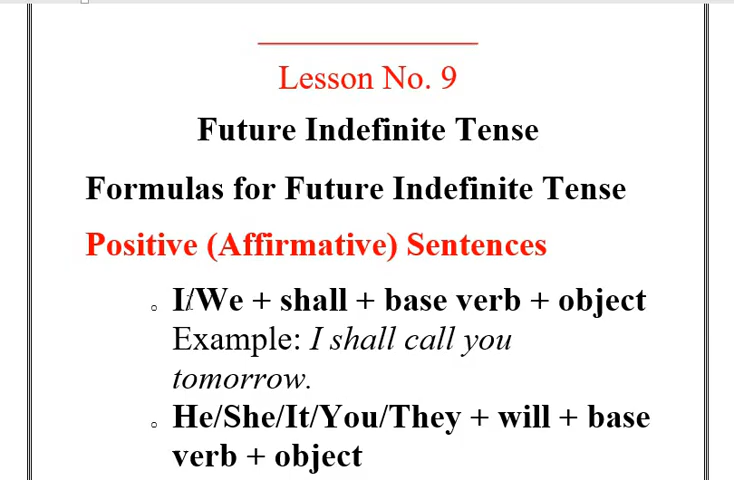 Lesson No. 9
Future Indefinite Tense
Formulas for Future Indefinite Tense
Positive (Affirmative) Sentences
I/We + shall + base verb + object
Example: I shall call you
tomorrow.
He/She/It/You/They + will + base
verb + object